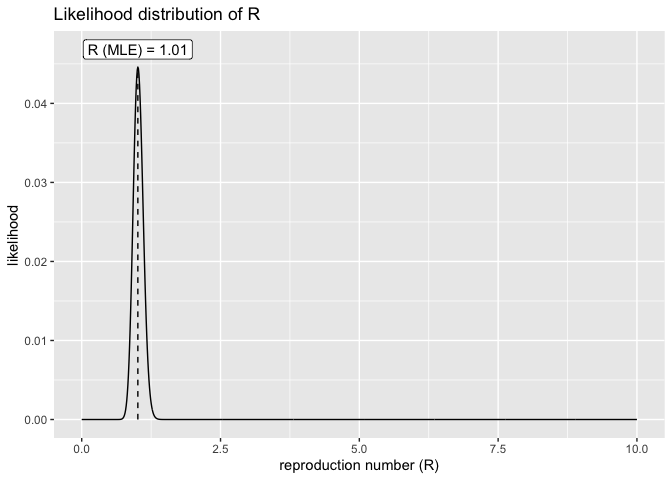 Likelihood distribution of R
R (MLE) = 1.01
likelihood
0.04
0.03
0.02
0.01
0.00
0.0 2.5 5.0 7.5 10.0
reproduction number (R)